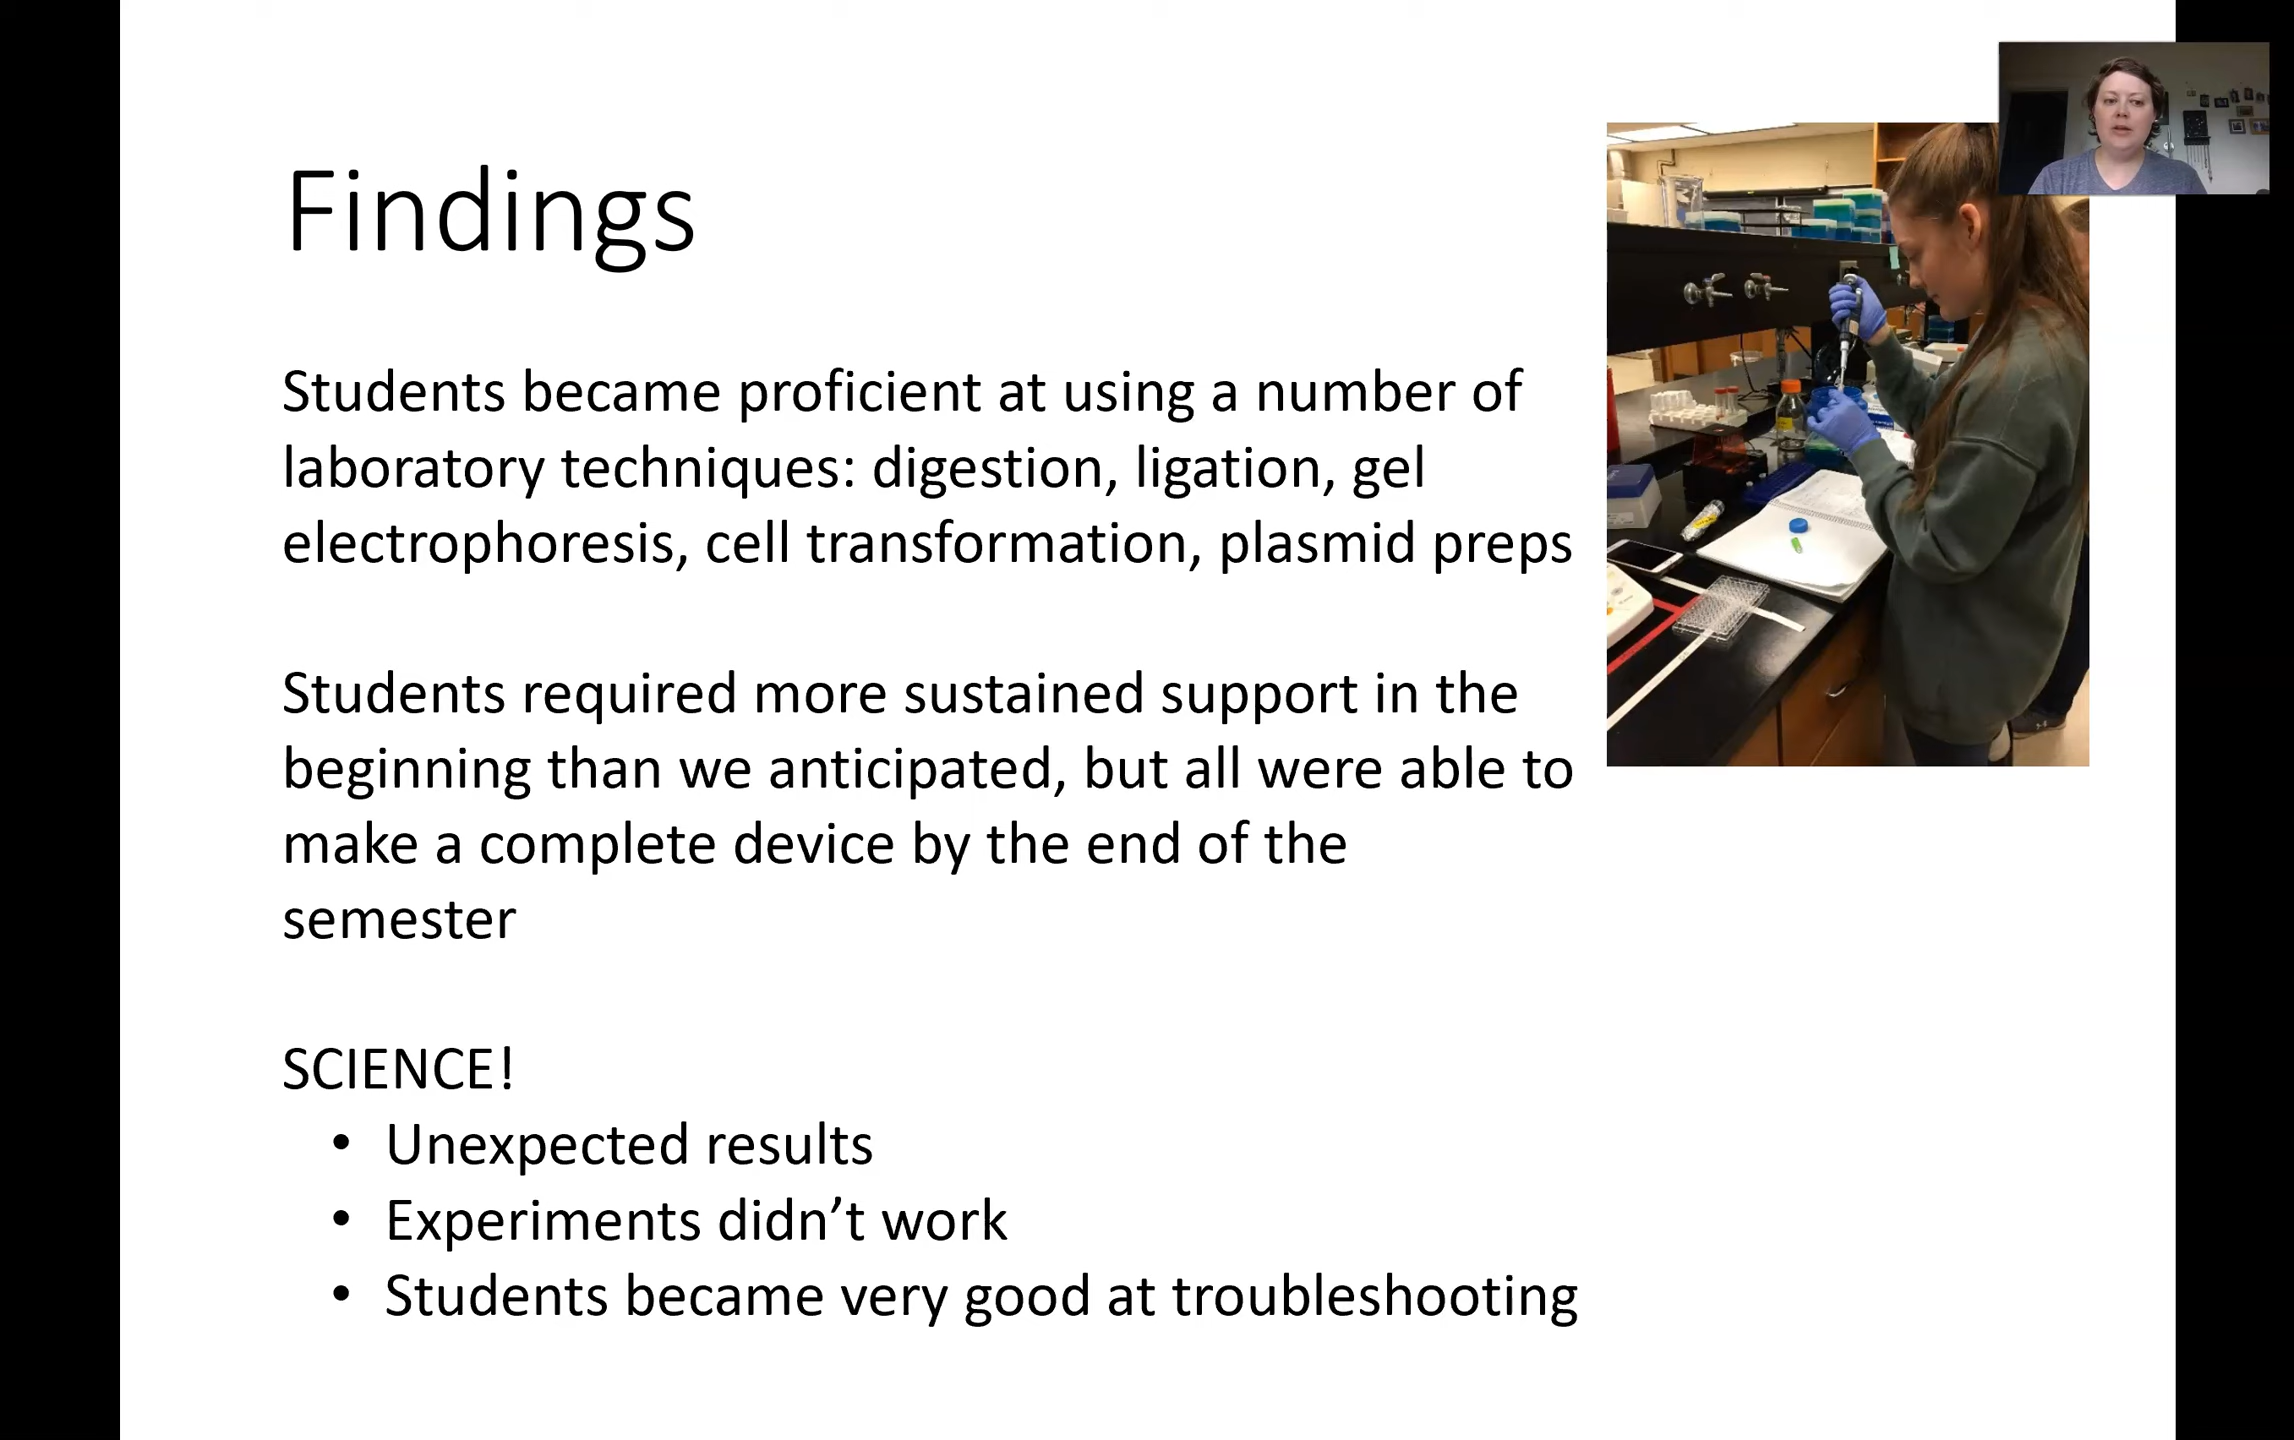 Findings
Students became proficient at using a number of
laboratory techniques: digestion, ligation, gel
electrophoresis, cell transformation, plasmid preps
Students required more sustained support in the
beginning than we anticipated, but all were able to
make a complete device by the end of the
semester
SCIENCE!
• Unexpected results
• Experiments didn’t work
• Students became very good at troubleshooting